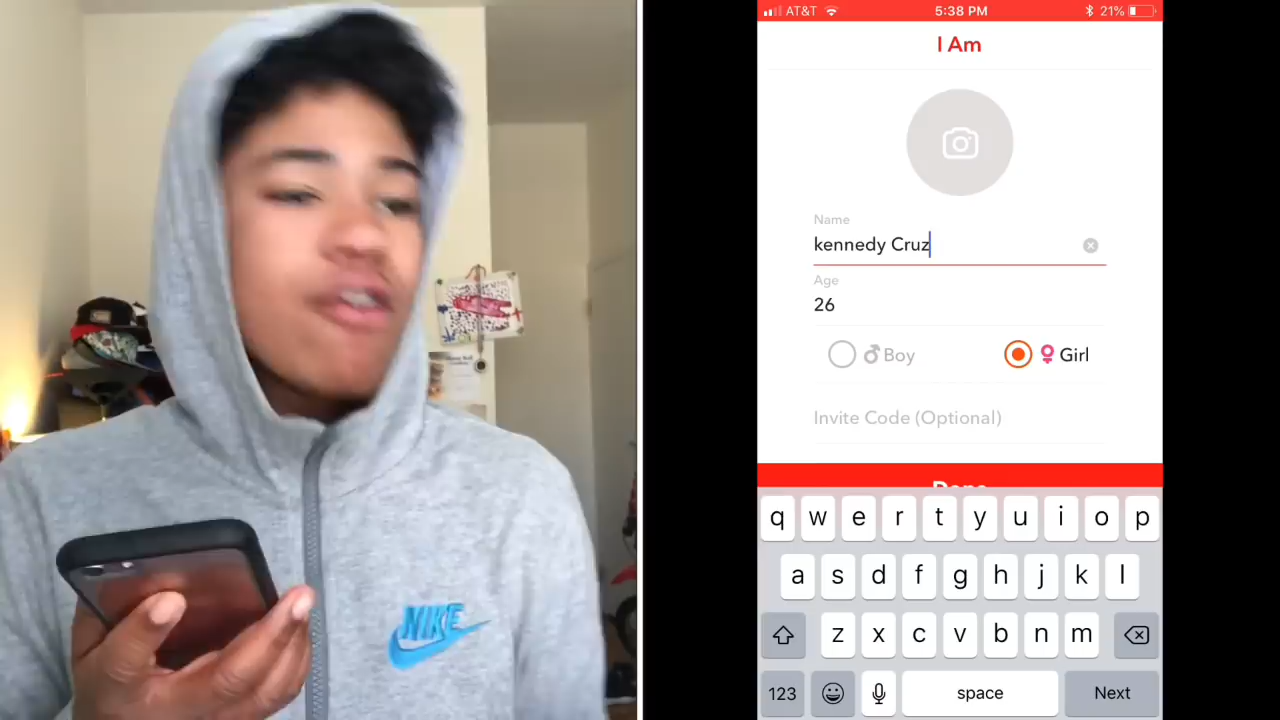 NIKE
AT&T 5:38 PM 21%
I Am
Name
kennedy Cruz
Age
26
Boy Girl
Invite Code (Optional)
q w e r t y u i o p
a s d f g h j k l
z x c v b n m
123 space Next